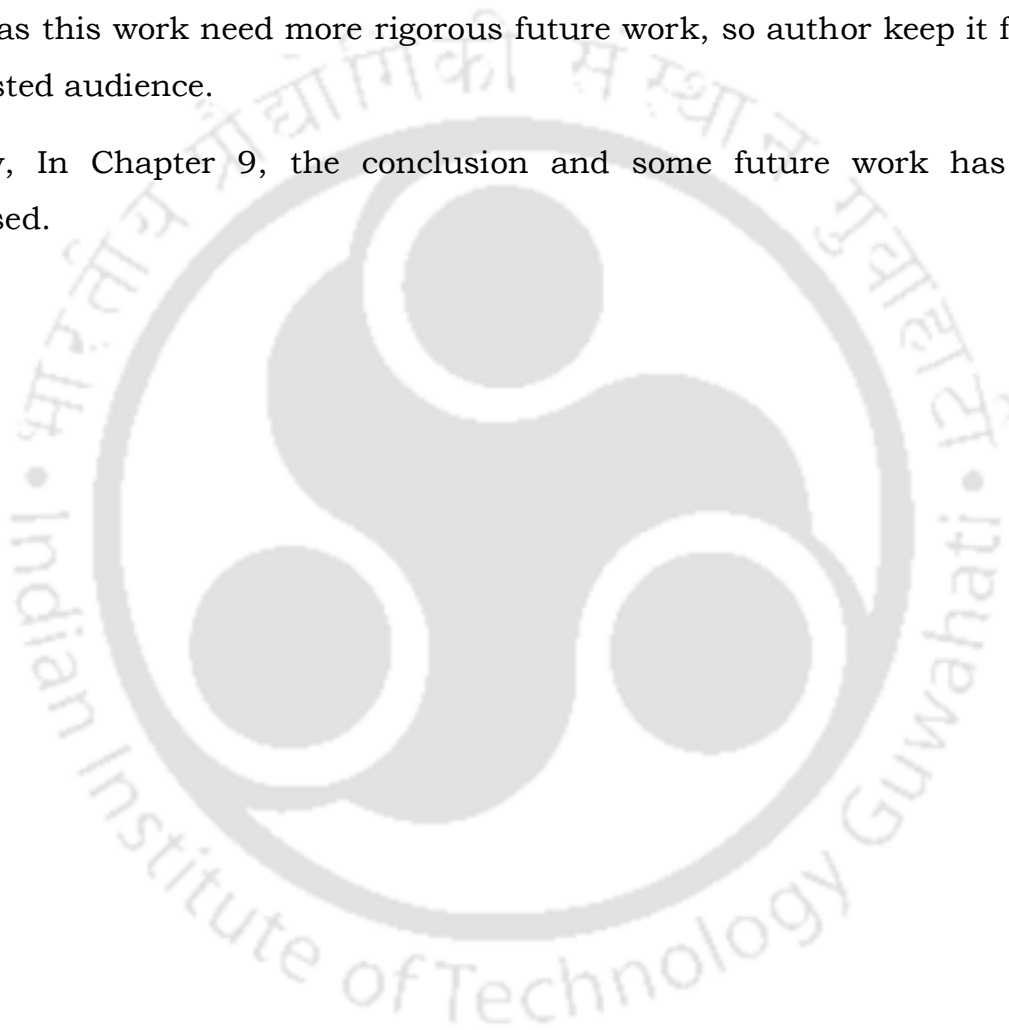 as this work need more rigorous future work, so author keep it f
sted audience.
y, In Chapter 9, the conclusion and some future work has
sed.
भारतीय प्रौद्योगिकी संस्थान गुवाहाटी
• Indian Institute of Technology Guwahati •